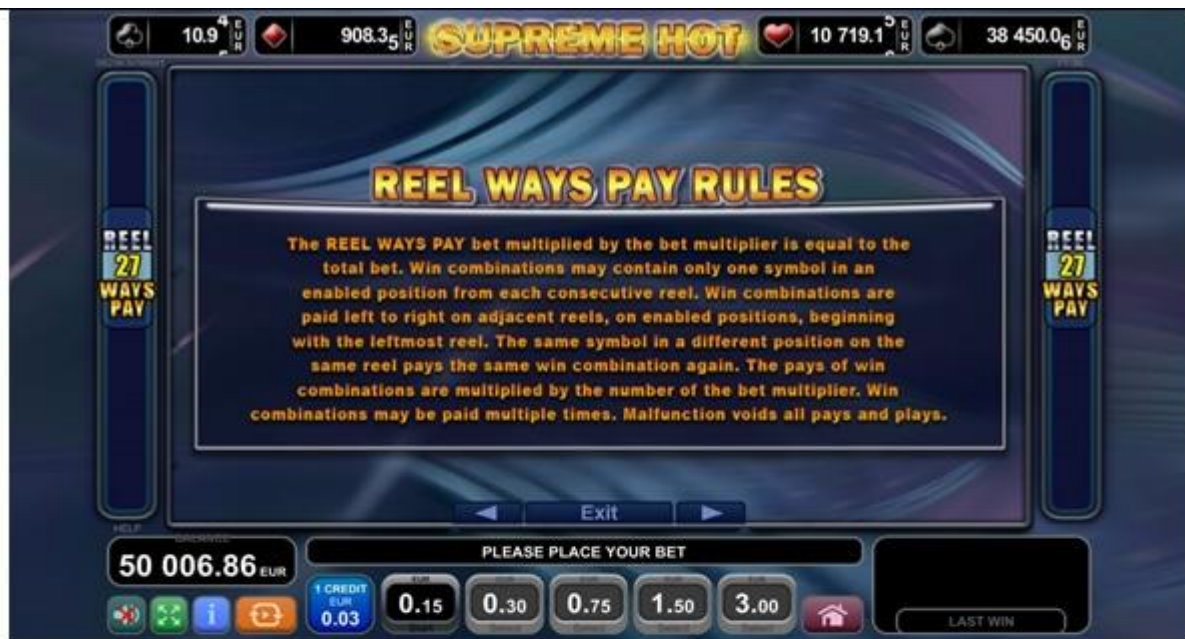 10.9 EUR
908.35 EUR
SUPREME HOT
10 719.1 EUR
38 450.06 EUR
REEL WAYS PAY RULES
The REEL WAYS PAY bet multiplied by the bet multiplier is equal to the
total bet. Win combinations may contain only one symbol in an
enabled position from each consecutive reel. Win combinations are
paid left to right on adjacent reels, on enabled positions, beginning
with the leftmost reel. The same symbol in a different position on the
same reel pays the same win combination again. The pays of win
combinations are multiplied by the number of the bet multiplier. Win
combinations may be paid multiple times. Malfunction voids all pays and plays.
REEL
27
WAYS
PAY
REEL
27
WAYS
PAY
Exit
HELP
BALANCE
50 006.86 EUR
PLEASE PLACE YOUR BET
1 CREDIT
EUR
0.03
EUR
0.15
0.30
0.75
1.50
3.00
LAST WIN